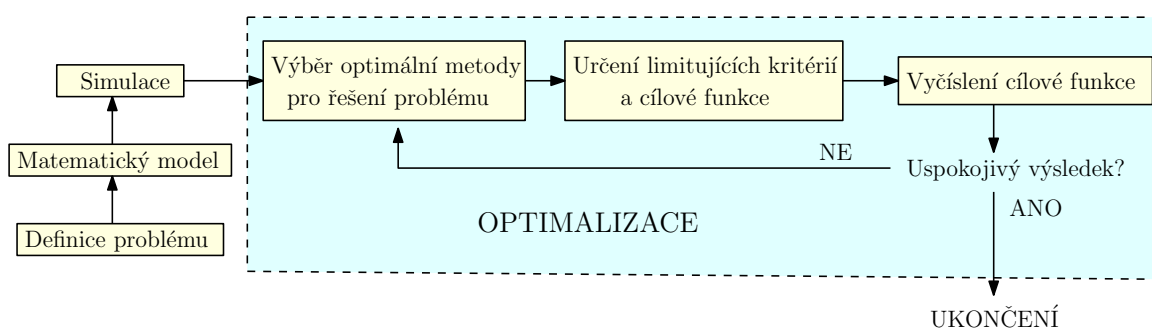 Výběr optimální metody
pro řešení problému
Určení limitujících kritérií
a cílové funkce
Vyčíslení cílové funkce
Simulace
Matematický model
Definice problému
NE
Uspokojivý výsledek?
ANO
OPTIMALIZACE
UKONČENÍ